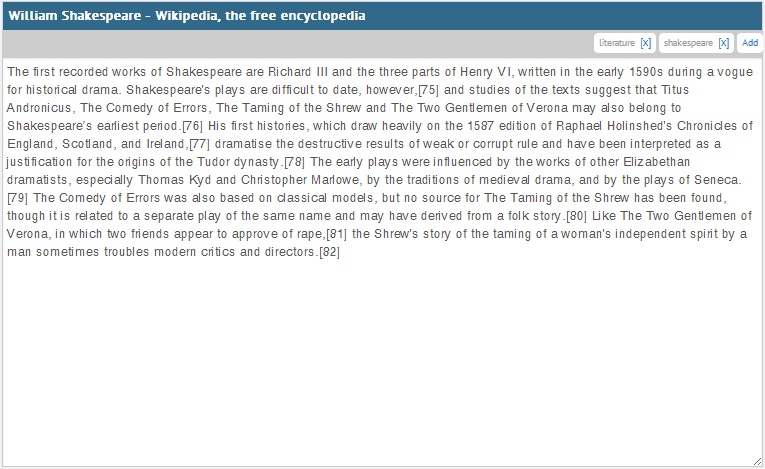 William Shakespeare - Wikipedia, the free encyclopedia
literature [X] shakespeare [X] Add
The first recorded works of Shakespeare are Richard III and the three parts of Henry VI, written in the early 1590s during a vogue
for historical drama. Shakespeare's plays are difficult to date, however,[75] and studies of the texts suggest that Titus
Andronicus, The Comedy of Errors, The Taming of the Shrew and The Two Gentlemen of Verona may also belong to
Shakespeare's earliest period.[76] His first histories, which draw heavily on the 1587 edition of Raphael Holinshed's Chronicles of
England, Scotland, and Ireland,[77] dramatise the destructive results of weak or corrupt rule and have been interpreted as a
justification for the origins of the Tudor dynasty.[78] The early plays were influenced by the works of other Elizabethan
dramatists, especially Thomas Kyd and Christopher Marlowe, by the traditions of medieval drama, and by the plays of Seneca.
[79] The Comedy of Errors was also based on classical models, but no source for The Taming of the Shrew has been found,
though it is related to a separate play of the same name and may have derived from a folk story.[80] Like The Two Gentlemen of
Verona, in which two friends appear to approve of rape,[81] the Shrew's story of the taming of a woman's independent spirit by a
man sometimes troubles modern critics and directors.[82]